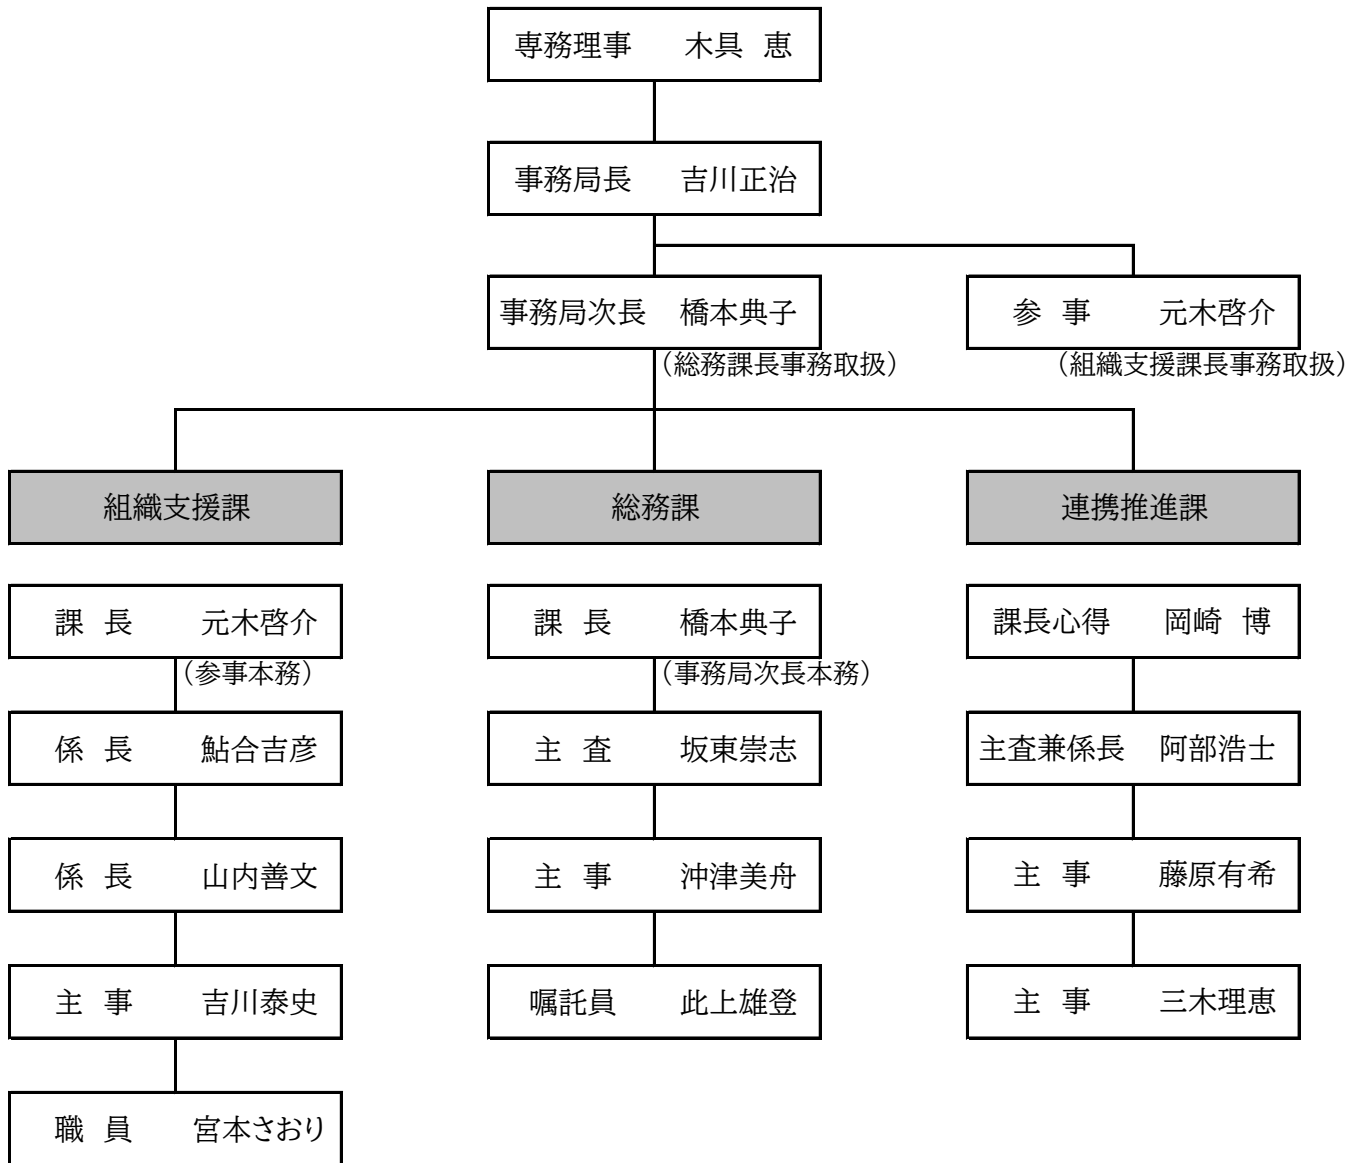 専務理事 木具 恵
事務局長 吉川正治
事務局次長 橋本典子
参 事 元木啓介
（総務課長事務取扱）
（組織支援課長事務取扱）
組織支援課
総務課
連携推進課
課 長 元木啓介
課 長 橋本典子
課長心得 岡崎 博
（参事本務）
（事務局次長本務）
係 長 鮎合吉彦
主 査 坂東崇志
主査兼係長 阿部浩士
係 長 山内善文
主 事 沖津美舟
主 事 藤原有希
主 事 吉川泰史
嘱託員 此上雄登
主 事 三木理恵
職 員 宮本さおり